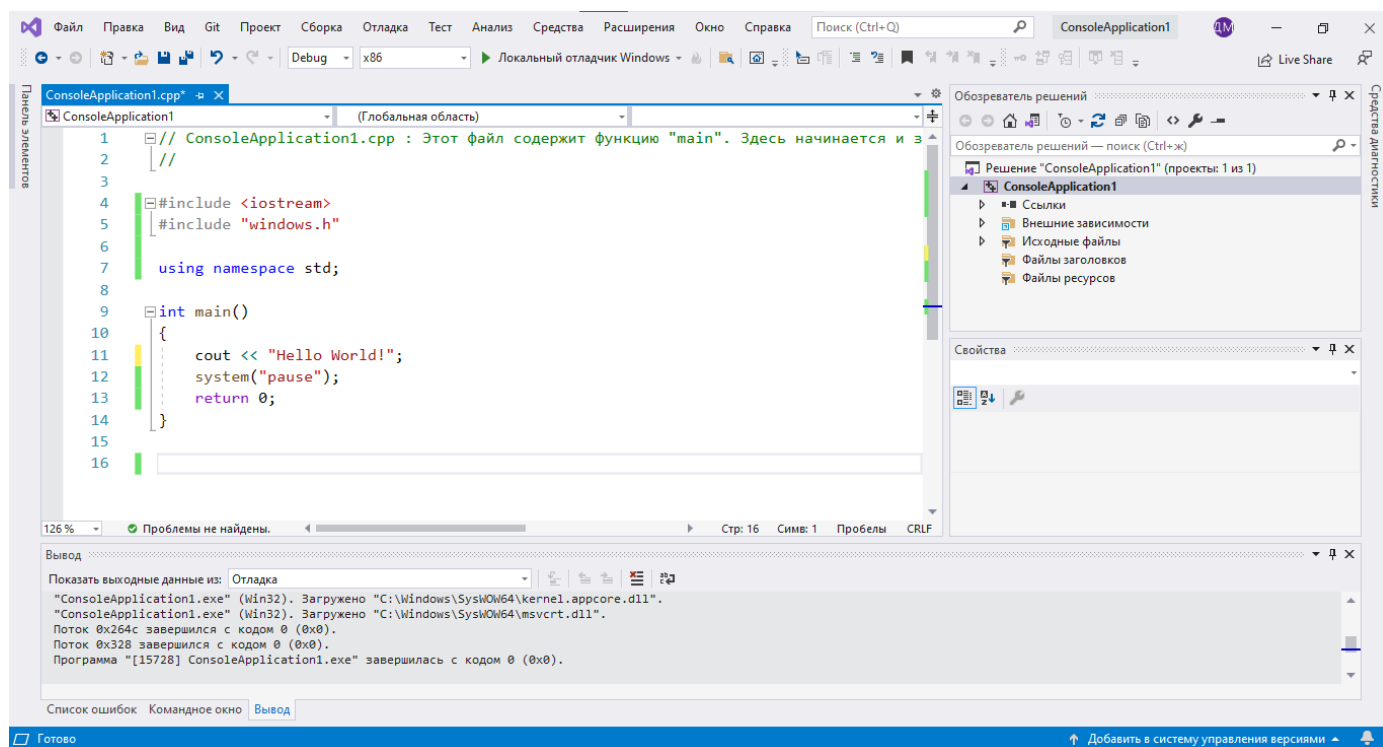 Файл Правка Вид Git Проект Сборка Отладка Тест Анализ Средства Расширения Окно Справка Поиск (Ctrl+Q) ConsoleApplication1 ДМ
Debug x86 Локальный отладчик Windows Live Share
Панель элементов
ConsoleApplication1.cpp*
ConsoleApplication1 (Глобальная область)
1 // ConsoleApplication1.cpp : Этот файл содержит функцию "main". Здесь начинается и з
2 //
3
4 #include <iostream>
5 #include "windows.h"
6
7 using namespace std;
8
9 int main()
10 {
11 cout << "Hello World!";
12 system("pause");
13 return 0;
14 }
15
16
126 % Проблемы не найдены. Стр: 16 Симв: 1 Пробелы CRLF
Обозреватель решений
Обозреватель решений — поиск (Ctrl+ж)
Решение "ConsoleApplication1" (проекты: 1 из 1)
ConsoleApplication1
Ссылки
Внешние зависимости
Исходные файлы
Файлы заголовков
Файлы ресурсов
Свойства
Средства диагностики
Вывод
Показать выходные данные из: Отладка
"ConsoleApplication1.exe" (Win32). Загружено "C:\Windows\SysWOW64\kernel.appcore.dll".
"ConsoleApplication1.exe" (Win32). Загружено "C:\Windows\SysWOW64\msvcrt.dll".
Поток 0x264c завершился с кодом 0 (0x0).
Поток 0x328 завершился с кодом 0 (0x0).
Программа "[15728] ConsoleApplication1.exe" завершилась с кодом 0 (0x0).
Список ошибок Командное окно Вывод
Готово Добавить в систему управления версиями